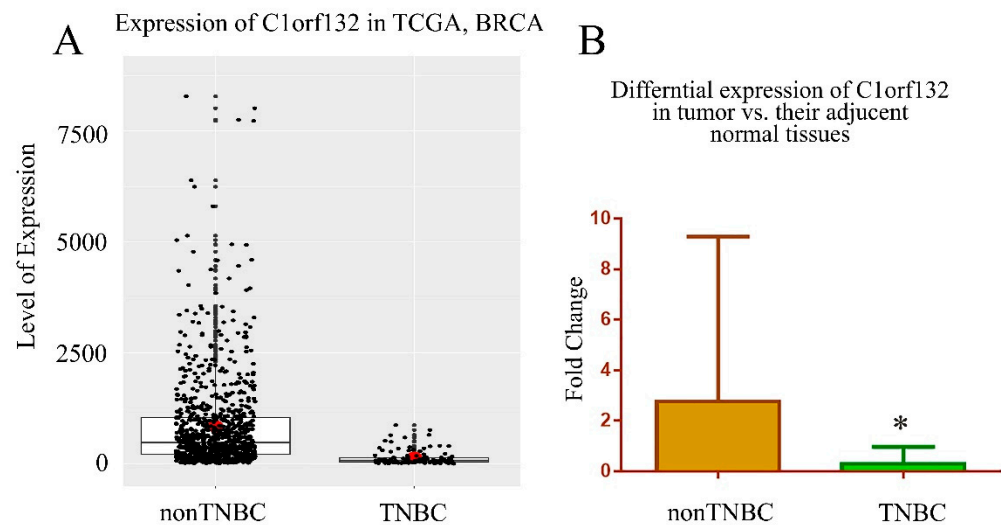 A
Expression of C1orf132 in TCGA, BRCA
Level of Expression
7500
5000
2500
0
nonTNBC
TNBC
B
Differntial expression of C1orf132
in tumor vs. their adjucent
normal tissues
Fold Change
10
8
6
4
2
0
*
nonTNBC
TNBC